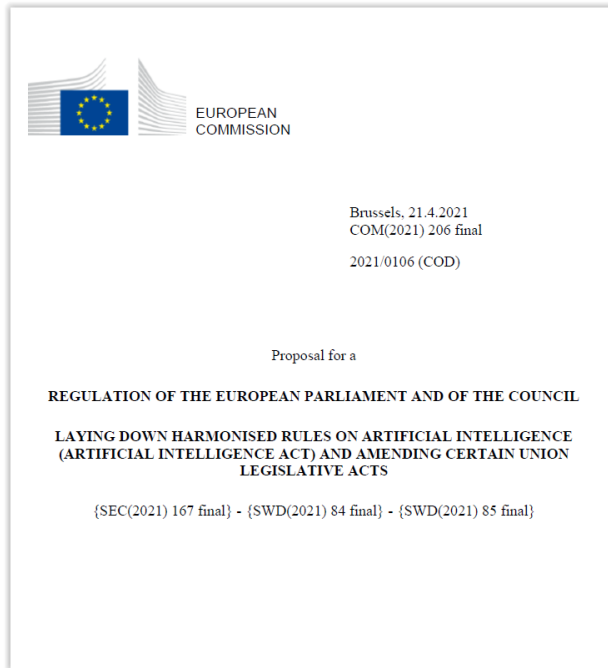 EUROPEAN
COMMISSION
Brussels, 21.4.2021
COM(2021) 206 final
2021/0106 (COD)
Proposal for a
REGULATION OF THE EUROPEAN PARLIAMENT AND OF THE COUNCIL
LAYING DOWN HARMONISED RULES ON ARTIFICIAL INTELLIGENCE
(ARTIFICIAL INTELLIGENCE ACT) AND AMENDING CERTAIN UNION
LEGISLATIVE ACTS
{SEC(2021) 167 final} - {SWD(2021) 84 final} - {SWD(2021) 85 final}